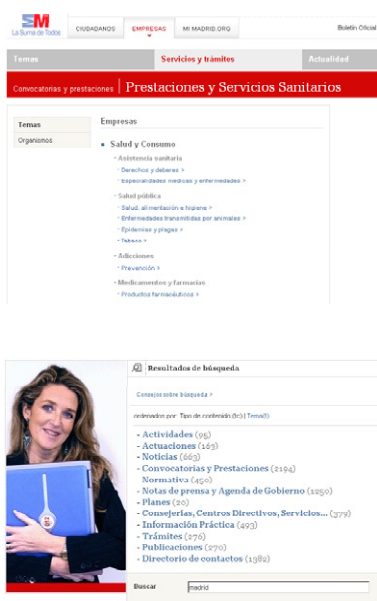 La Suma de Todos
CIUDADANOS EMPRESAS MI MADRID.ORG Boletín Oficial
Temas Servicios y trámites Actualidad
Convocatorias y prestaciones | Prestaciones y Servicios Sanitarios
Temas
Organismos
Empresas
Salud y Consumo
- Asistencia sanitaria
- Derechos y deberes >
- Especialidades médicas y enfermedades >
- Salud pública
- Salud, alimentación e higiene >
- Enfermedades transmitidas por animales >
- Epidemias y plagas >
- Tabaco >
- Adicciones
- Prevención >
- Medicamentos y farmacias
- Productos farmacéuticos >
Resultados de búsqueda
Consejos sobre búsqueda >
ordenados por: Tipo de contenido (tc) | Tema(t)
- Actividades (95)
- Actuaciones (163)
- Noticias (663)
- Convocatorias y Prestaciones (2194)
Normativa (450)
- Notas de prensa y Agenda de Gobierno (1250)
- Planes (20)
- Consejerías, Centros Directivos, Servicios... (379)
- Información Práctica (493)
- Trámites (276)
- Publicaciones (270)
- Directorio de contactos (1382)
Buscar madrid